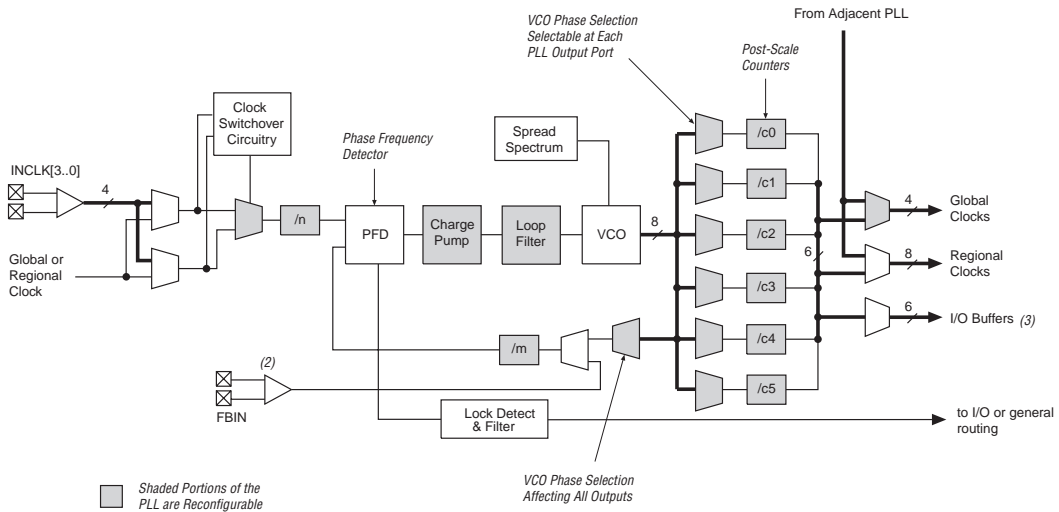 From Adjacent PLL
VCO Phase Selection
Selectable at Each
PLL Output Port
Post-Scale
Counters
Clock
Switchover
Circuitry
Phase Frequency
Detector
Spread
Spectrum
INCLK[3..0]
4
/n
PFD
Charge
Pump
Loop
Filter
VCO
8
/c0
/c1
/c2
/c3
/c4
/c5
6
4
Global
Clocks
8
Regional
Clocks
6
I/O Buffers (3)
Global or
Regional
Clock
/m
(2)
FBIN
Lock Detect
& Filter
to I/O or general
routing
VCO Phase Selection
Affecting All Outputs
Shaded Portions of the
PLL are Reconfigurable